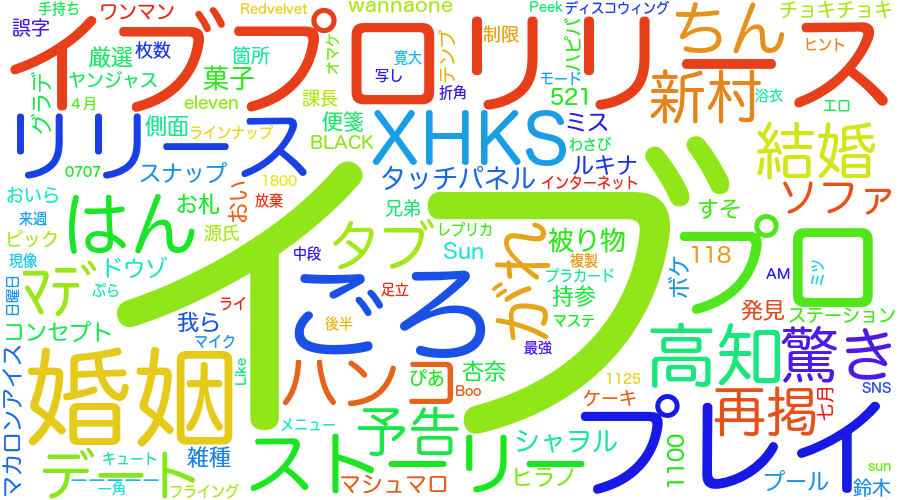 手持ち
ワンマン
Redvelvet
wannaone
Peek
ディスコウィング
チョキチョキ
誤字
イブプロリリース
ちん
制限
ヒント
厳選
枚数
箇所
オマケ
寛大
テンプ
ハピバ
ヤンジャス
菓子
写し
折角
モード
新村
浴衣
グラデ
4月
eleven
課長
521
エロ
リリース
側面
便箋
XHKS
ミス
結婚
ラインナップ
BLACK
わさび
0707
スナップ
ルキナ
タッチパネル
インターネット
1800
ソファ
おいら
はん
お札
おしい
放棄
兄弟
すそ
来週
源氏
レプリカ
ピック
中段
タブ
Sun
がれ
被り物
118
プロ
現像
ドウゾ
複製
ボケ
AM
ミツ
マデ
ぷら
イブ
ごろ
足立
プラカード
日曜日
ライ
持参
発見
ステーション
コンセプト
我ら
後半
マステ
マイク
最強
高知
驚き
マカロンアイス
婚姻
Like
ハンコ
ぴあ
杏奈
1125
SNS
Boo
ケーキ
再掲
七月
予告
プレイ
メニュー
ストーリー
シャヲル
1100
デート
キュート
雑種
sun
ーーーーー
マシュマロ
ヒラノ
プール
鈴木
一角
フライング